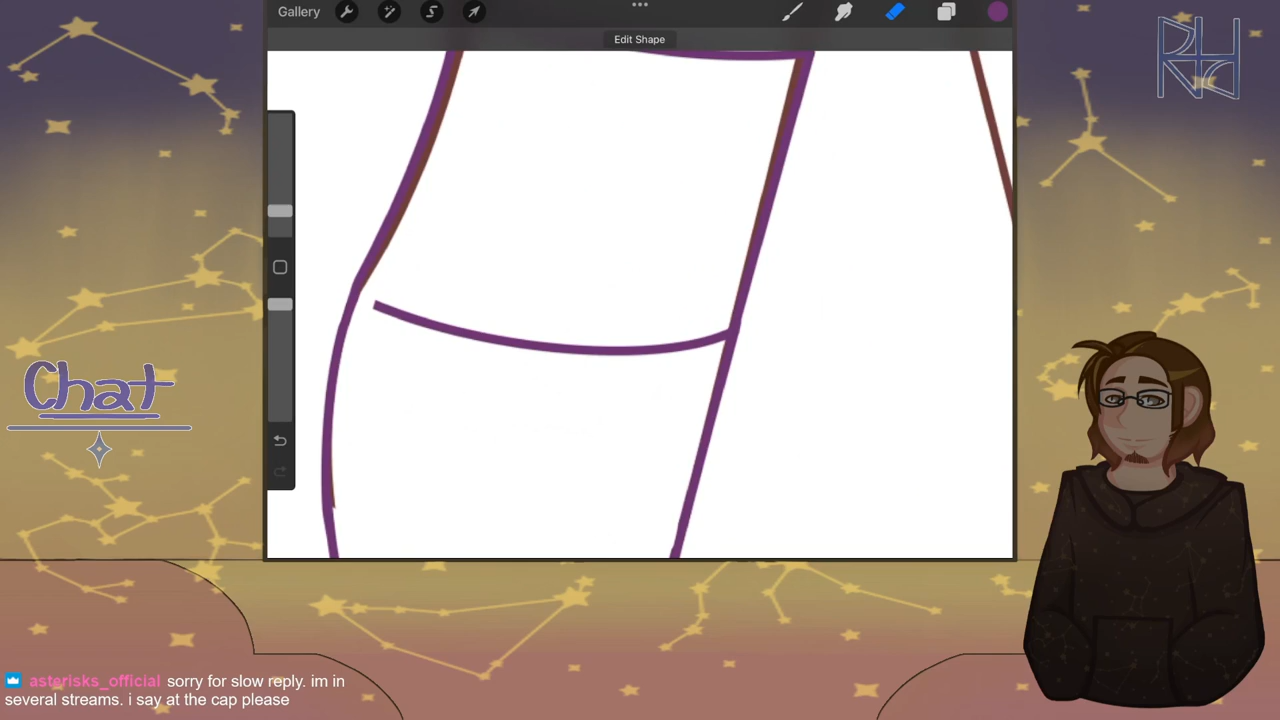 Gallery
Edit Shape
Chat
asterisks_official sorry for slow reply. im in
several streams. i say at the cap please